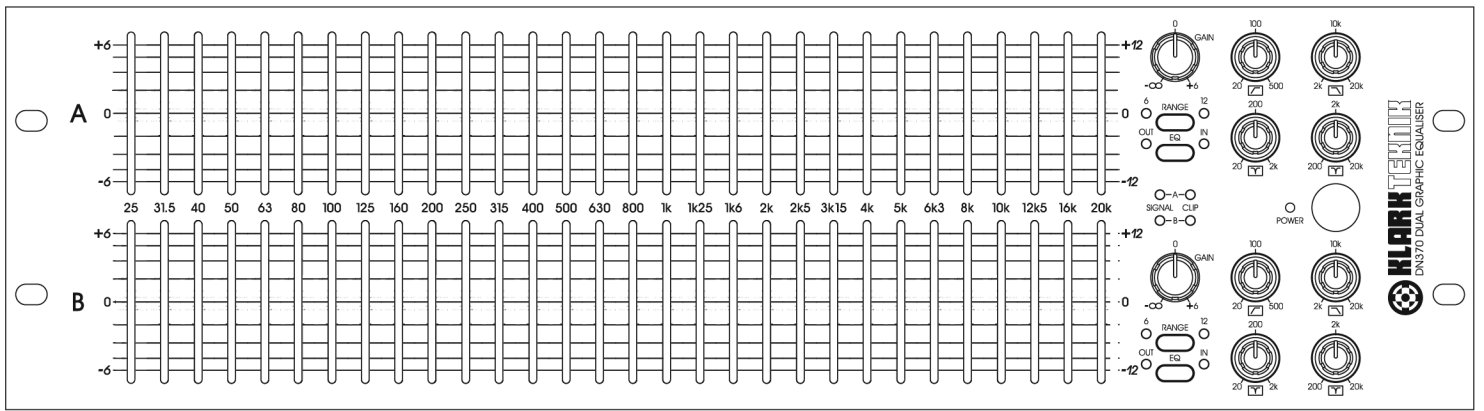 +6 +12
A 0 0
-6 -12
25 31.5 40 50 63 80 100 125 160 200 250 315 400 500 630 800 1k 1k25 1k6 2k 2k5 3k15 4k 5k 6k3 8k 10k 12k5 16k 20k
+6 +12
B 0 0
-6 -12
0
GAIN
-∞ +6
6 RANGE 12
OUT EQ IN
100
20 500
10k
2k 20k
200
20 2k
2k
200 20k
A
SIGNAL CLIP
B
POWER
0
GAIN
-∞ +6
6 RANGE 12
OUT EQ IN
100
20 500
10k
2k 20k
200
20 2k
2k
200 20k
KLARK TEKNIK
DN370 DUAL GRAPHIC EQUALISER